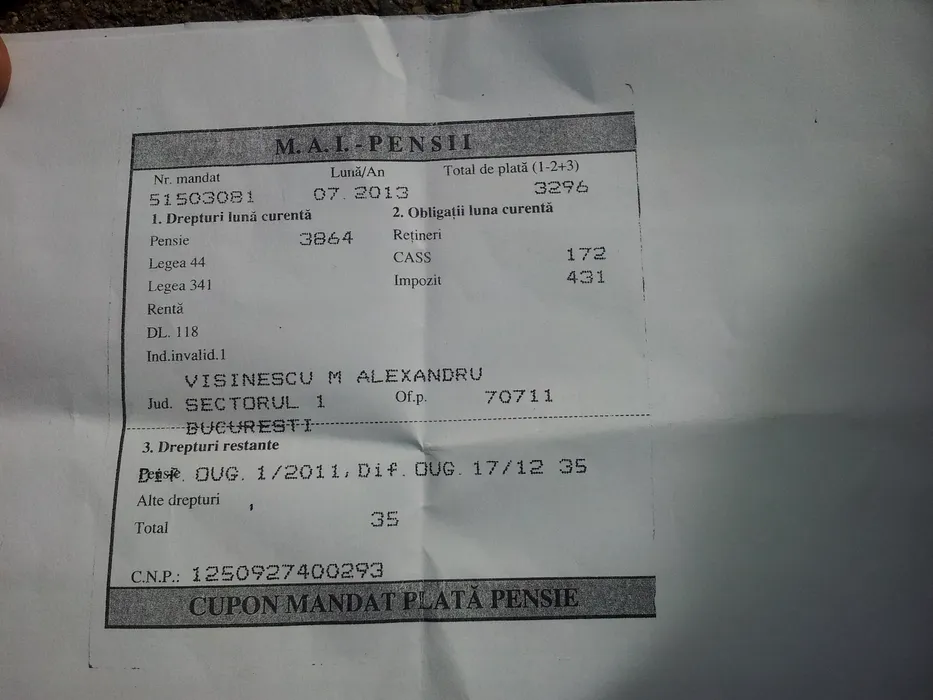 M.A.I.-PENSII
Nr. mandat Lună/An Total de plată (1-2+3)
51503081 07.2013 3296
1. Drepturi lună curentă 2. Obligații luna curentă
Pensie 3864 Rețineri
Legea 44 CASS 172
Legea 341 Impozit 431
Rentă
DL. 118
Ind.invalid.1
VISINESCU M ALEXANDRU
Jud. SECTORUL 1 Of.p. 70711
BUCURESTI
3. Drepturi restante
Pensie Dif. OUG. 1/2011, Dif. OUG. 17/12 35
Alte drepturi
Total 35
C.N.P.: 1250927400293
CUPON MANDAT PLATĂ PENSIE